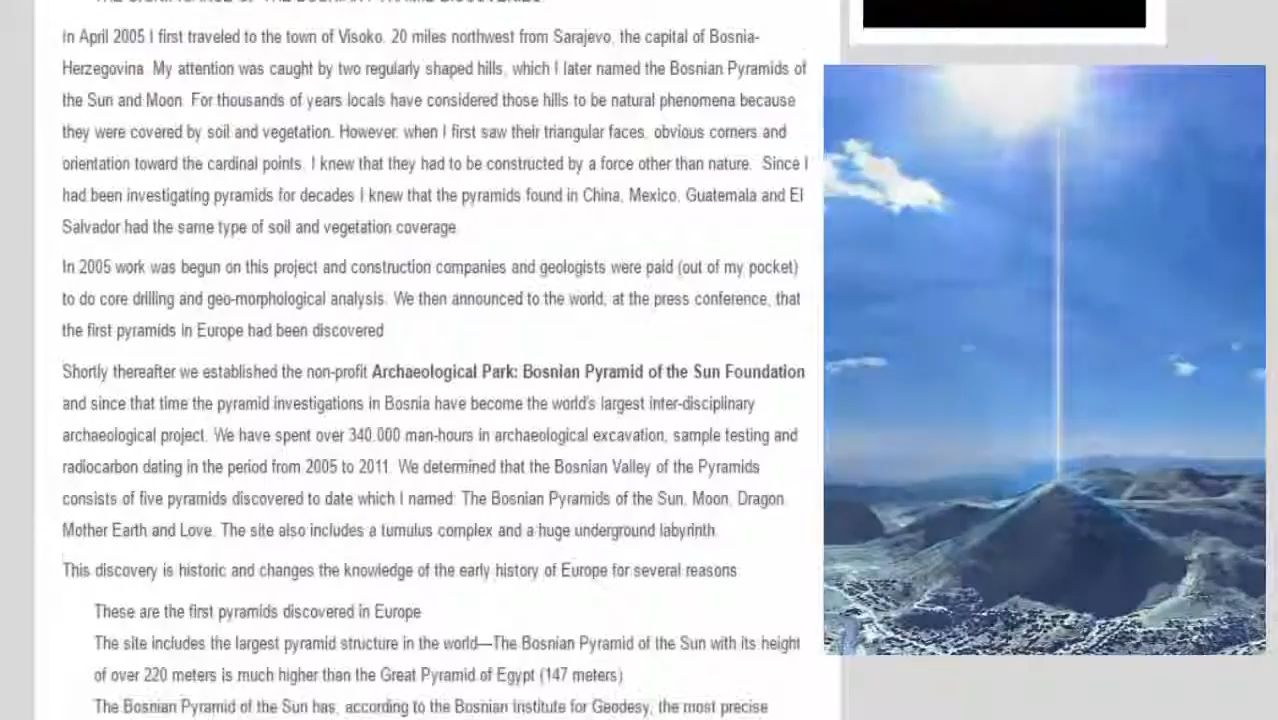 In April 2005 I first traveled to the town of Visoko, 20 miles northwest from Sarajevo, the capital of Bosnia-
Herzegovina. My attention was caught by two regularly shaped hills, which I later named the Bosnian Pyramids of
the Sun and Moon. For thousands of years locals have considered those hills to be natural phenomena because
they were covered by soil and vegetation. However, when I first saw their triangular faces, obvious corners and
orientation toward the cardinal points, I knew that they had to be constructed by a force other than nature. Since I
had been investigating pyramids for decades I knew that the pyramids found in China, Mexico, Guatemala and El
Salvador had the same type of soil and vegetation coverage.
In 2005 work was begun on this project and construction companies and geologists were paid (out of my pocket)
to do core drilling and geo-morphological analysis. We then announced to the world, at the press conference, that
the first pyramids in Europe had been discovered
Shortly thereafter we established the non-profit Archaeological Park: Bosnian Pyramid of the Sun Foundation
and since that time the pyramid investigations in Bosnia have become the world's largest inter-disciplinary
archaeological project. We have spent over 340.000 man-hours in archaeological excavation, sample testing and
radiocarbon dating in the period from 2005 to 2011. We determined that the Bosnian Valley of the Pyramids
consists of five pyramids discovered to date which I named: The Bosnian Pyramids of the Sun, Moon, Dragon,
Mother Earth and Love. The site also includes a tumulus complex and a huge underground labyrinth.
This discovery is historic and changes the knowledge of the early history of Europe for several reasons
These are the first pyramids discovered in Europe
The site includes the largest pyramid structure in the world—The Bosnian Pyramid of the Sun with its height
of over 220 meters is much higher than the Great Pyramid of Egypt (147 meters)
The Bosnian Pyramid of the Sun has, according to the Bosnian Institute for Geodesy, the most precise